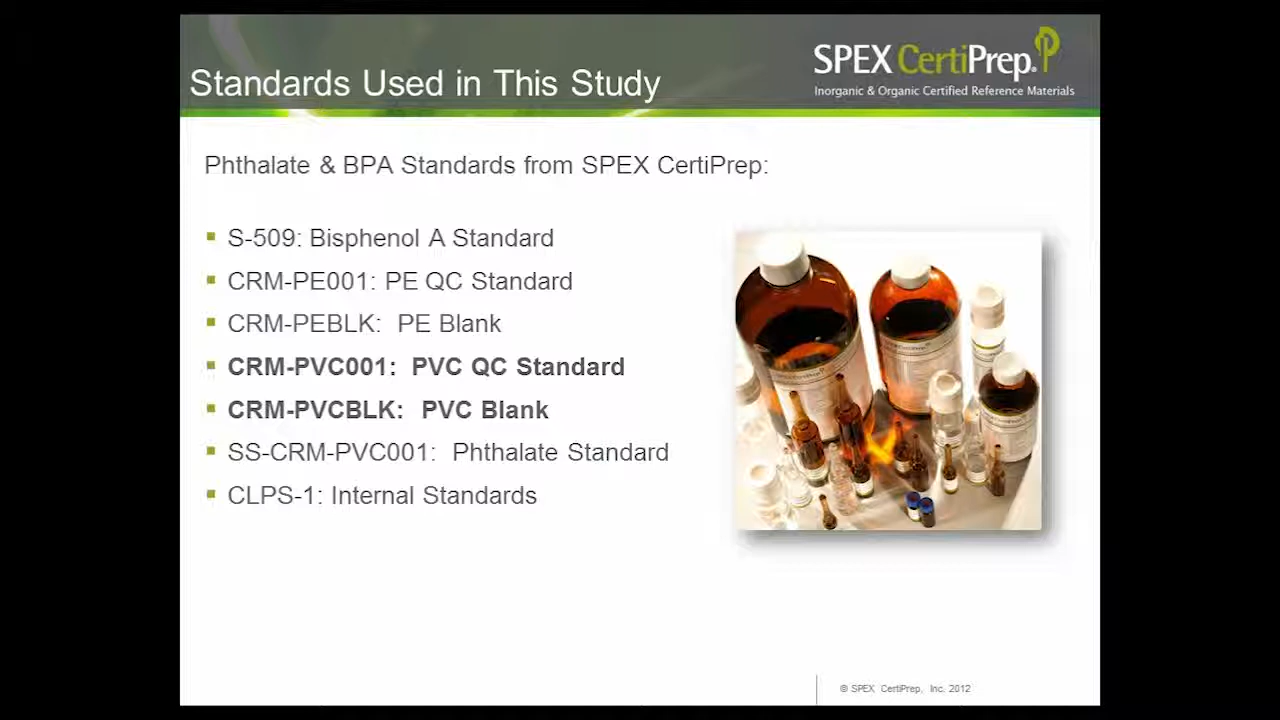 SPEX CertiPrep.
Inorganic & Organic Certified Reference Materials
Standards Used in This Study
Phthalate & BPA Standards from SPEX CertiPrep:
S-509: Bisphenol A Standard
CRM-PE001: PE QC Standard
CRM-PEBLK: PE Blank
CRM-PVC001: PVC QC Standard
CRM-PVCBLK: PVC Blank
SS-CRM-PVC001: Phthalate Standard
CLPS-1: Internal Standards
© SPEX CertiPrep, Inc. 2012